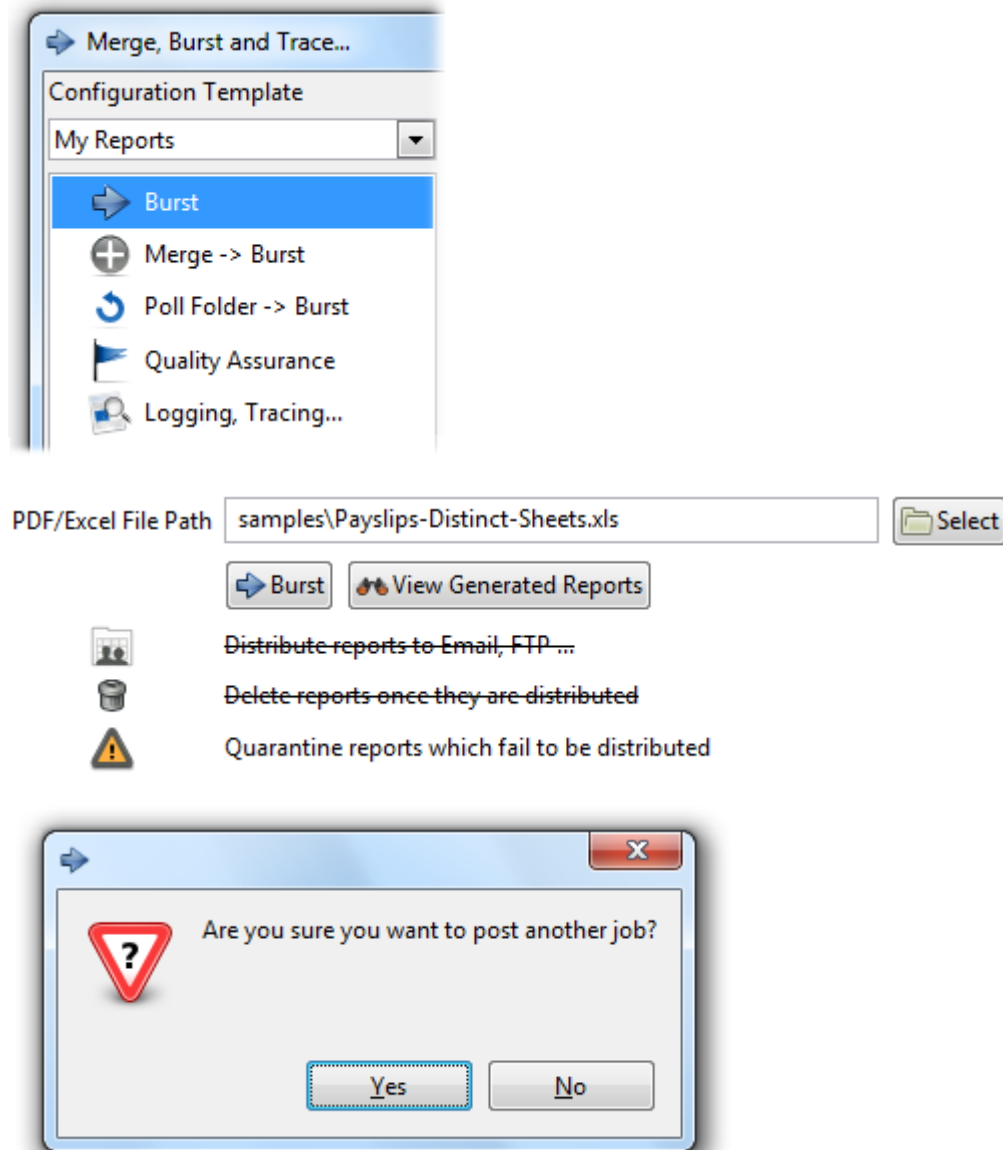 Merge, Burst and Trace...
Configuration Template
My Reports
Burst
Merge -> Burst
Poll Folder -> Burst
Quality Assurance
Logging, Tracing...
PDF/Excel File Path samples\Payslips-Distinct-Sheets.xls Select
Burst View Generated Reports
Distribute reports to Email, FTP ...
Delete reports once they are distributed
Quarantine reports which fail to be distributed
Are you sure you want to post another job?
Yes No